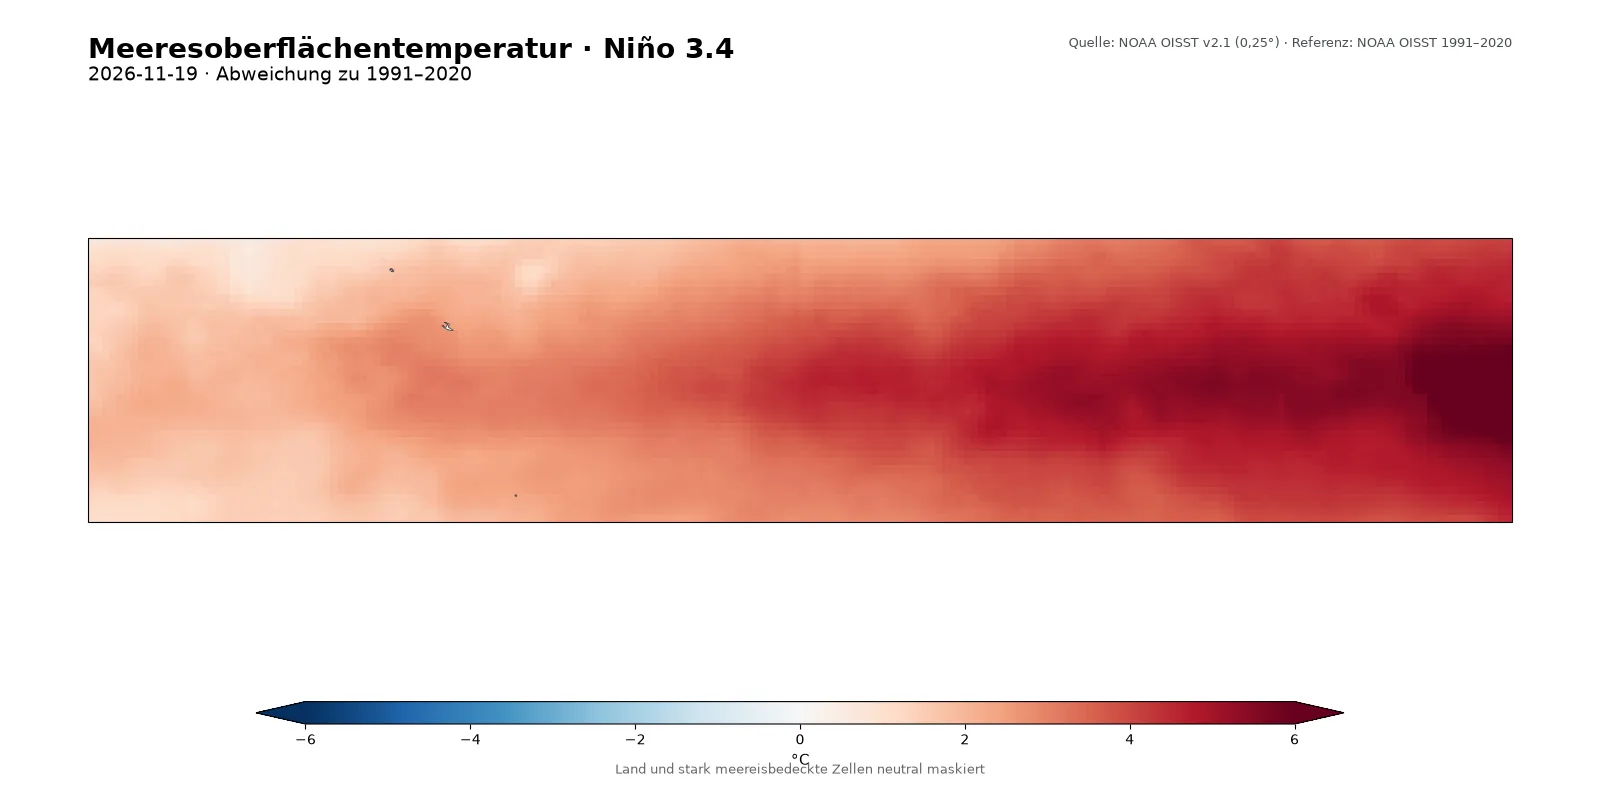 Meeresoberflächentemperatur · Niño 3.4
2026-11-19 · Abweichung zu 1991–2020
Quelle: NOAA OISST v2.1 (0,25°) · Referenz: NOAA OISST 1991–2020
−6 −4 −2 0 2 4 6
°C
Land und stark meereisbedeckte Zellen neutral maskiert